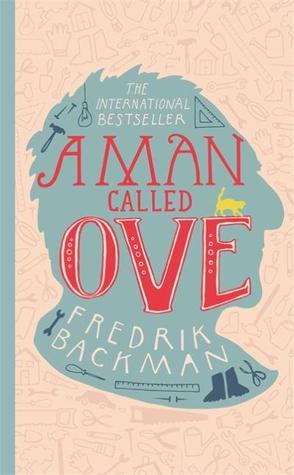 THE
INTERNATIONAL
BESTSELLER
A MAN
CALLED
OVE
FREDRIK
BACKMAN